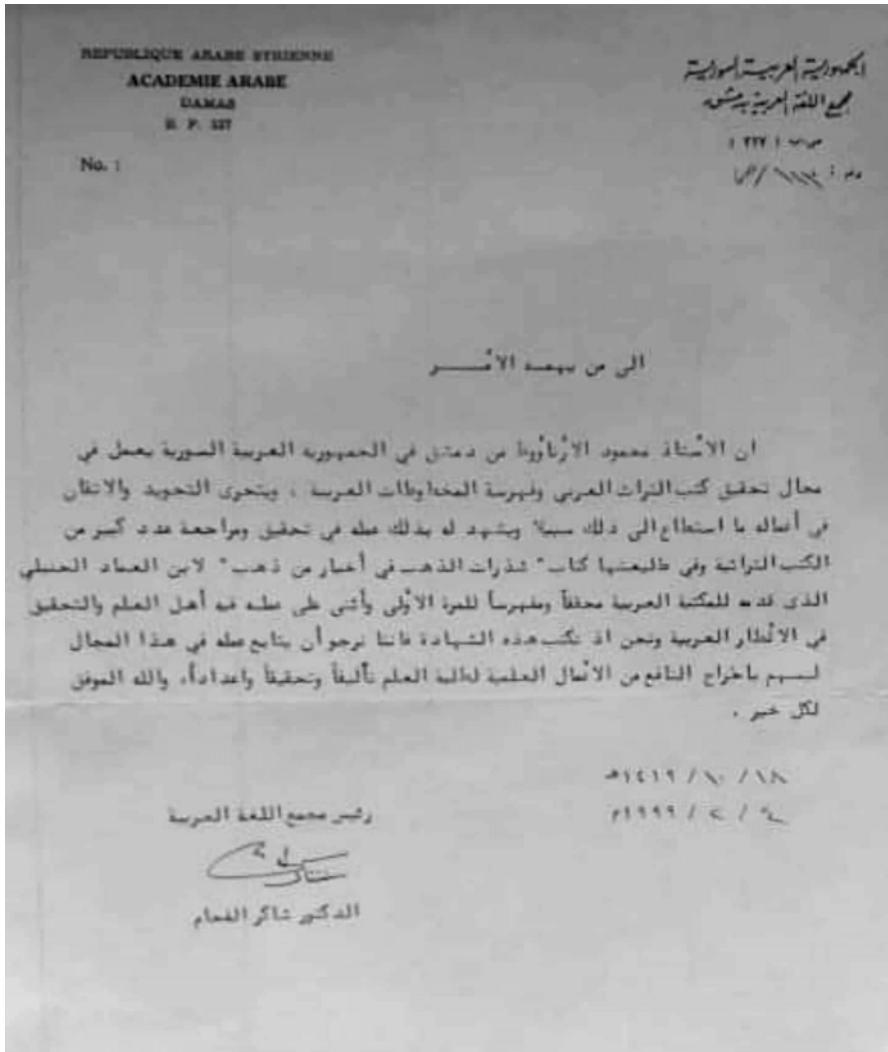 REPUBLIQUE ARABE SYRIENNE
ACADEMIE ARABE
DAMAS
B. P. 327
No. :
الجمهورية العربية السورية
مجمع اللغة العربية بدمشق
ص.ب ( ٣٢٧ )
الى من يهمه الأمــــر
ان الأستاذ محمود الأرناؤوط من دمشق في الجمهورية العربية السورية يعمل في
مجال تحقيق كتب التراث العربي وفهرسة المخطوطات العربية ، ويتحرى التجويد والاتقان
في أعماله ما استطاع الى ذلك سبيلا ويشهد له بذلك عمله في تحقيق ومراجعة عدد كبير من
الكتب التراثية وفي طليعتها كتاب " شذرات الذهب في أخبار من ذهب " لابن العماد الحنبلي
الذي قدمه للمكتبة العربية محققاً ومفهرساً للمرة الأولى وأثنى على عمله فيه أهل العلم والتحقيق
في الأقطار العربية ونحن اذ نكتب هذه الشهادة فاننا نرجو أن يتابع عمله في هذا المجال
ليسهم باخراج النافع من الأعمال العلمية لطلبة العلم تأليفاً وتحقيقاً واعداداً، والله الموفق
لكل خير .
١٨ / ١٠ / ١٤١٩هـ
/ ٢ / ١٩٩٩م
رئيس مجمع اللغة العربية
الدكتور شاكر الفحام